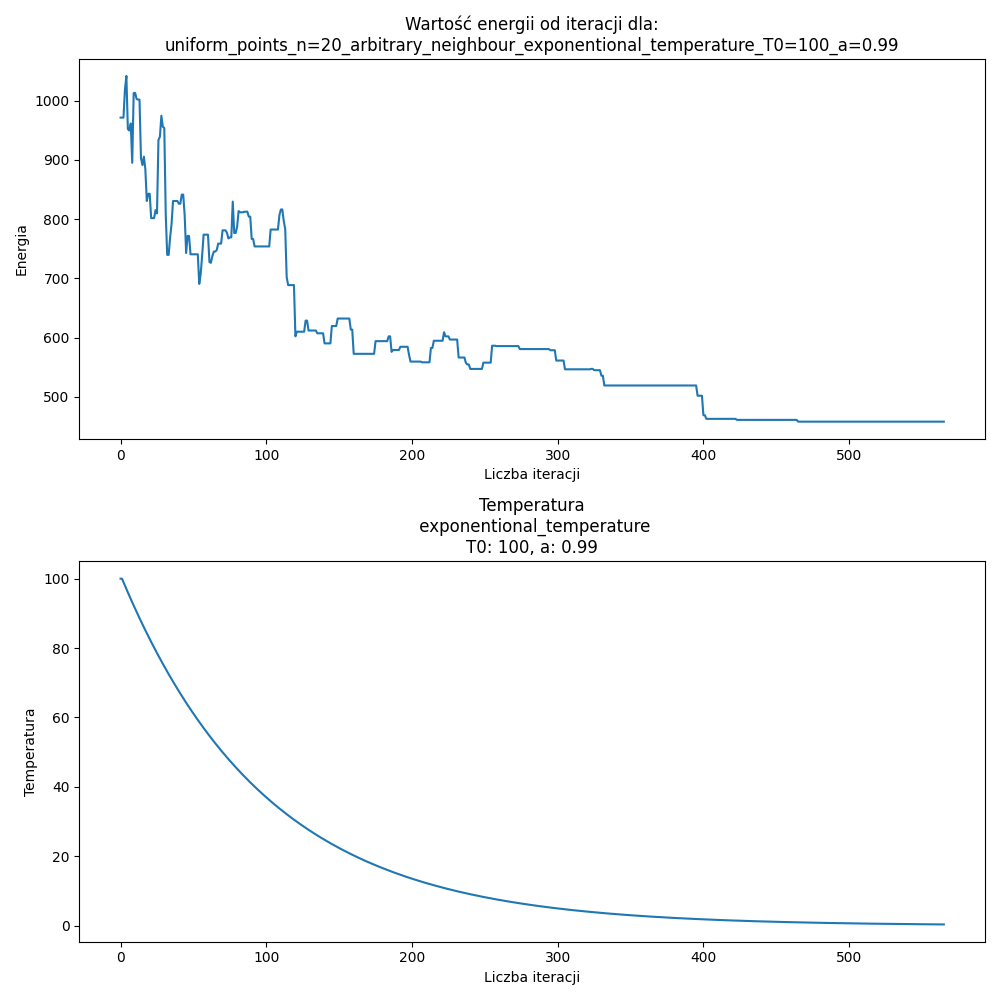 Wartość energii od iteracji dla:
uniform_points_n=20_arbitrary_neighbour_exponentional_temperature_T0=100_a=0.99
1000
900
800
700
600
500
Energia
0 100 200 300 400 500
Liczba iteracji
Temperatura
exponentional_temperature
T0: 100, a: 0.99
100
80
60
40
20
0
Temperatura
0 100 200 300 400 500
Liczba iteracji